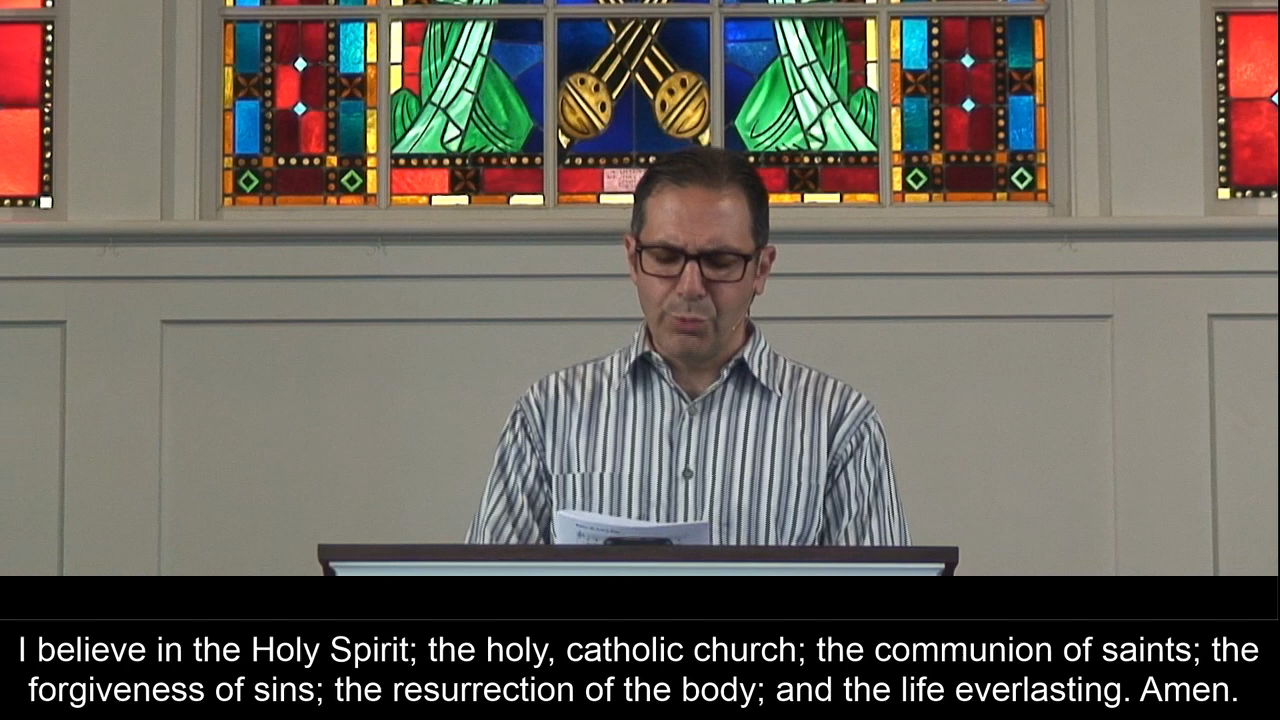 I believe in the Holy Spirit; the holy, catholic church; the communion of saints; the
forgiveness of sins; the resurrection of the body; and the life everlasting. Amen.